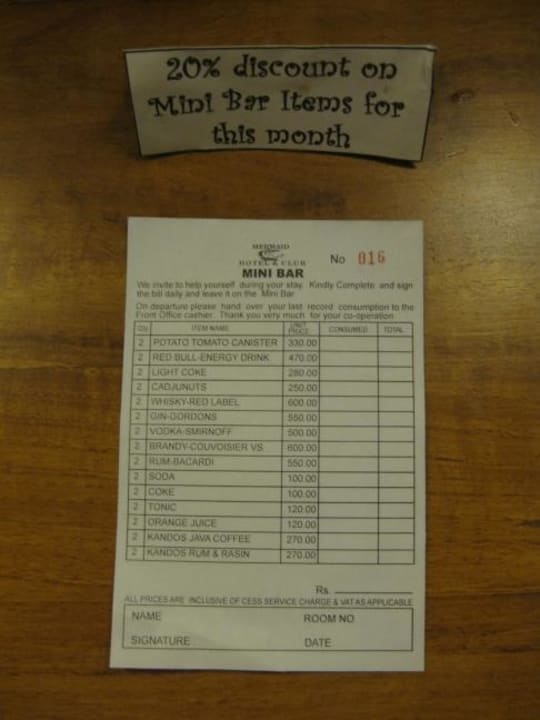 20% discount on
Mini Bar Items for
this month
MERMAID
HOTEL & CLUB
No 016
MINI BAR
We invite to help yourself during your stay. Kindly Complete and sign
the bill daily and leave it on the Mini Bar
On departure please hand over your last record consumption to the
Front Office cashier. Thank you very much for your co-operation
Qty ITEM NAME UNIT PRICE CONSUMED TOTAL
2 POTATO TOMATO CANISTER 330.00
2 RED BULL-ENERGY DRINK 470.00
2 LIGHT COKE 280.00
2 CADJUNUTS 250.00
2 WHISKY-RED LABEL 600.00
2 GIN-GORDONS 550.00
2 VODKA-SMIRNOFF 500.00
2 BRANDY-COUVOISIER VS 600.00
2 RUM-BACARDI 550.00
2 SODA 100.00
2 COKE 100.00
2 TONIC 120.00
2 ORANGE JUICE 120.00
2 KANDOS JAVA COFFEE 270.00
2 KANDOS RUM & RASIN 270.00
Rs.
ALL PRICES ARE INCLUSIVE OF CESS SERVICE CHARGE & VAT AS APPLICABLE
NAME ROOM NO
SIGNATURE DATE